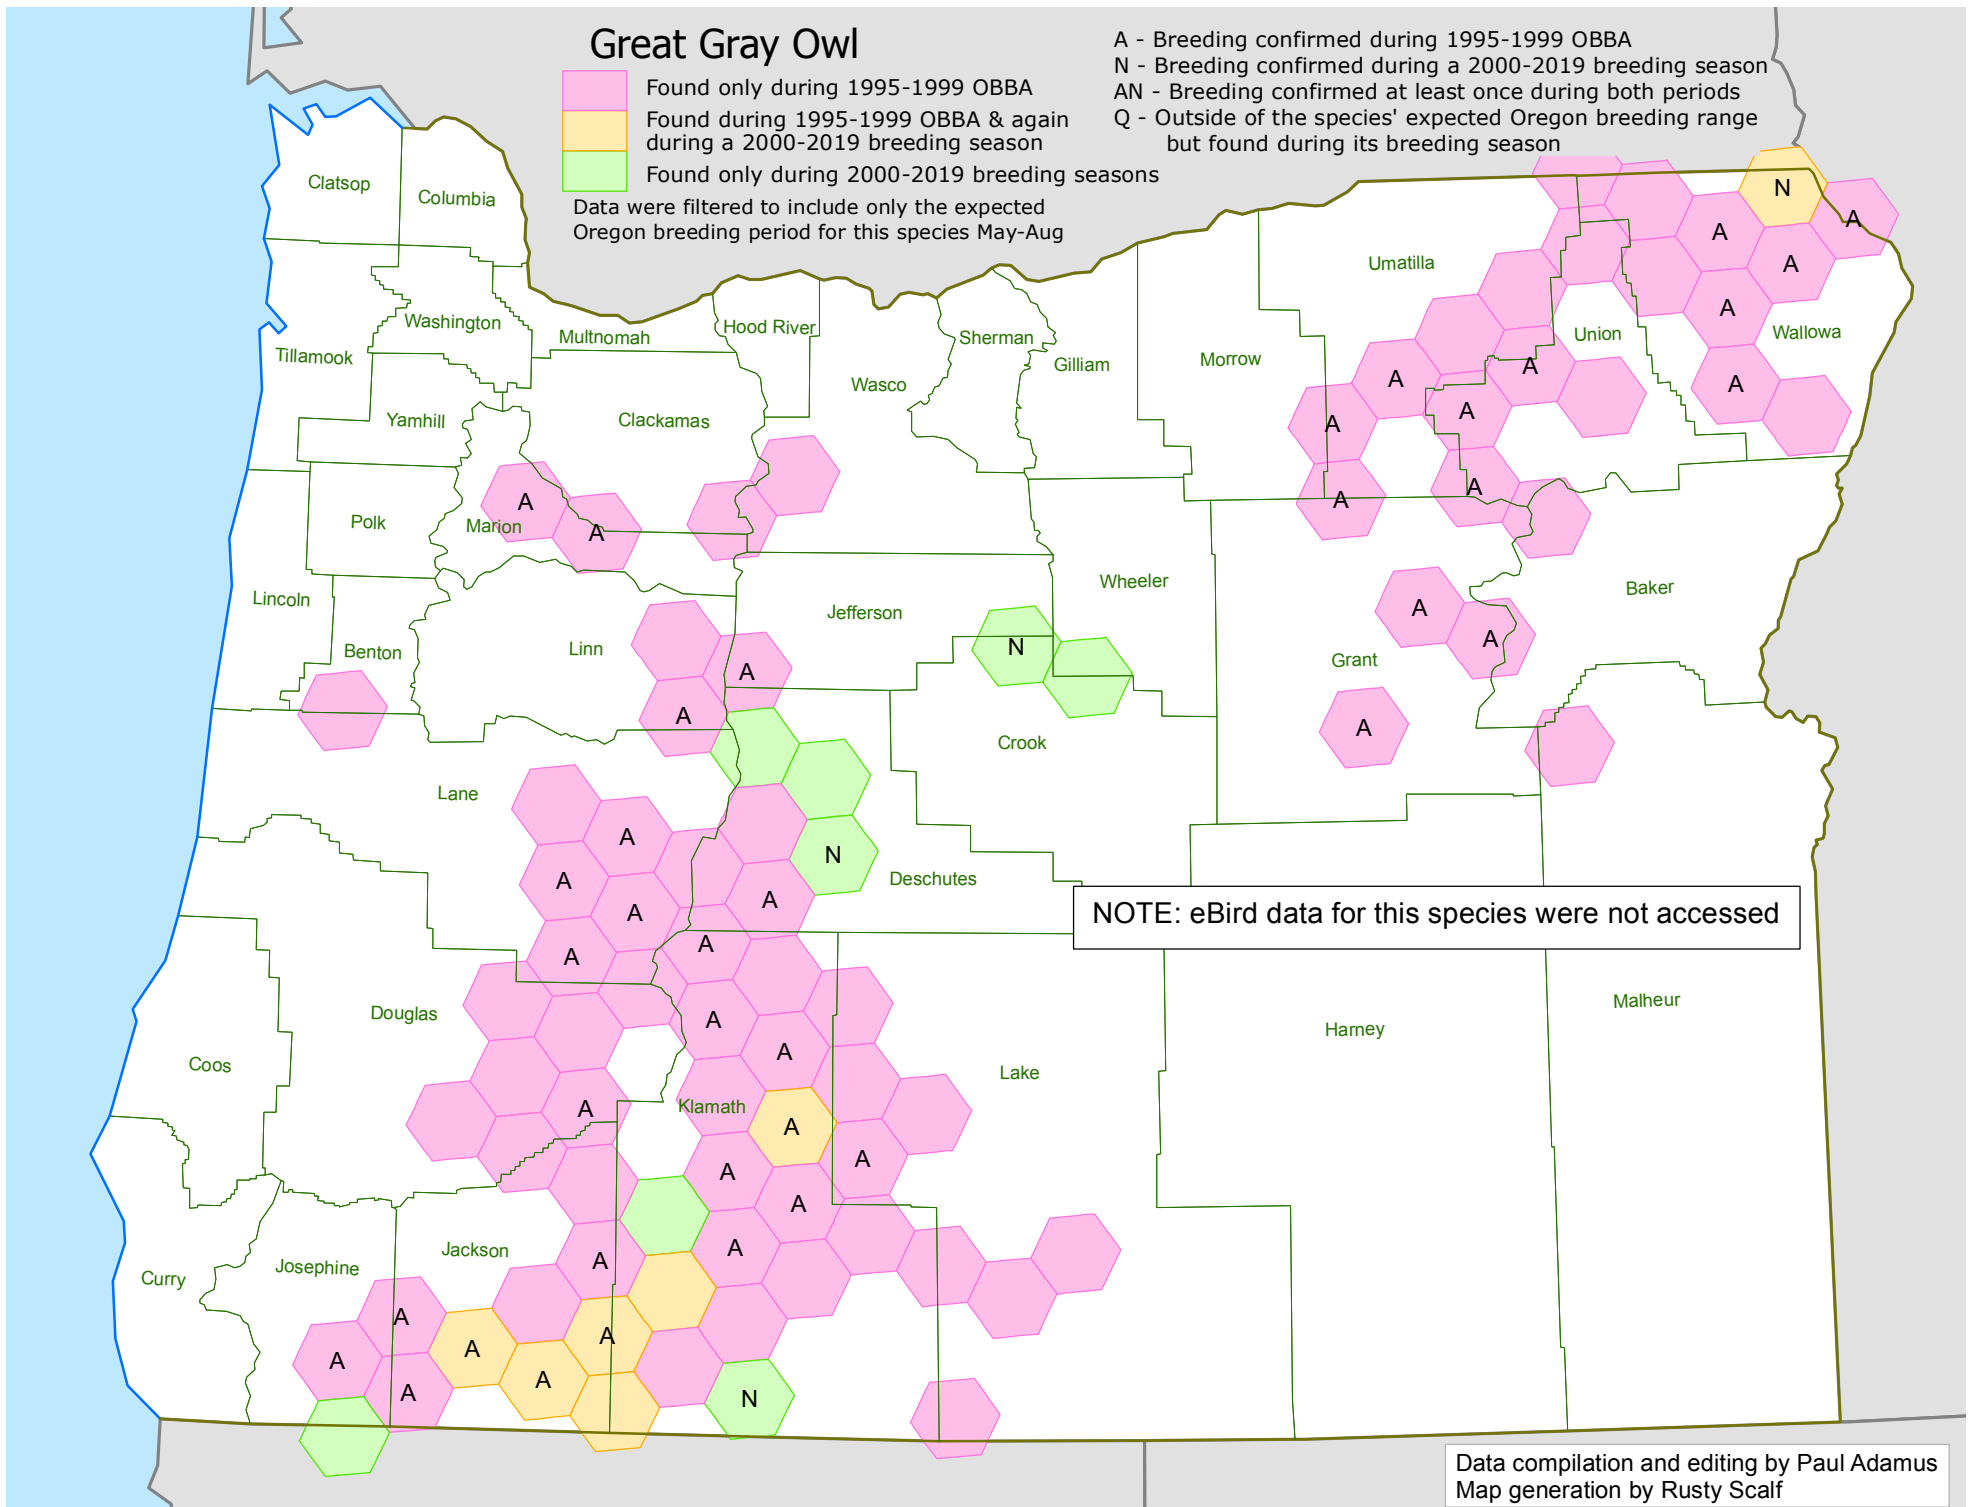 Great Gray Owl
Found only during 1995-1999 OBBA
Found during 1995-1999 OBBA & again
during a 2000-2019 breeding season
Found only during 2000-2019 breeding seasons
Data were filtered to include only the expected
Oregon breeding period for this species May-Aug
A - Breeding confirmed during 1995-1999 OBBA
N - Breeding confirmed during a 2000-2019 breeding season
AN - Breeding confirmed at least once during both periods
Q - Outside of the species' expected Oregon breeding range
but found during its breeding season
Clatsop
Columbia
N
A
A
A
Umatilla
Washington
Multnomah
Hood River
Sherman
Gilliam
Morrow
Union
A
Wallowa
Tillamook
Wasco
A
A
A
Yamhill
Clackamas
A
A
A
A
A
A
Polk
Marion
A
Lincoln
Benton
Linn
Jefferson
Wheeler
Baker
A
A
N
Grant
A
A
A
Crook
Lane
A
A
N
Deschutes
A
A
A
A
NOTE: eBird data for this species were not accessed
Douglas
A
A
Harney
Malheur
Coos
Lake
A
Klamath
A
A
A
A
Curry
Josephine
Jackson
A
A
A
A
A
A
A
A
N
Data compilation and editing by Paul Adamus
Map generation by Rusty Scalf